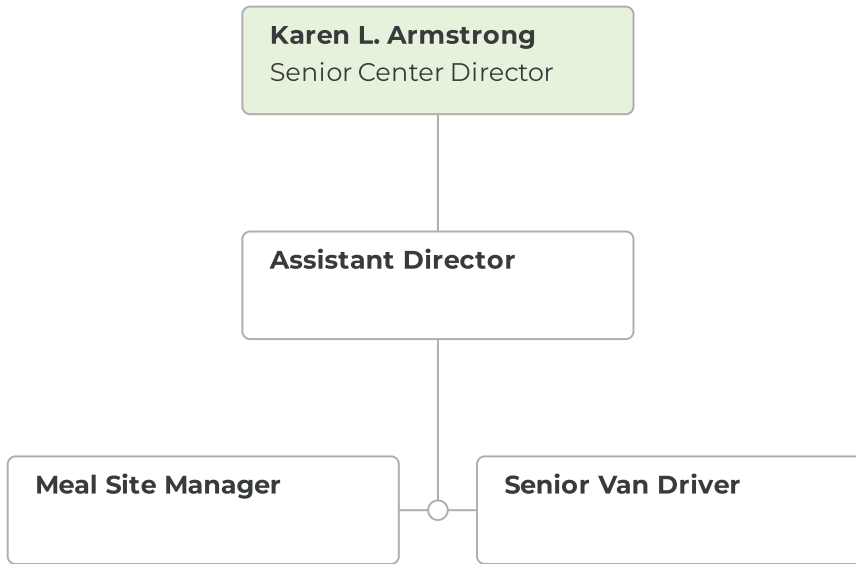 Karen L. Armstrong
Senior Center Director
Assistant Director
Meal Site Manager
Senior Van Driver